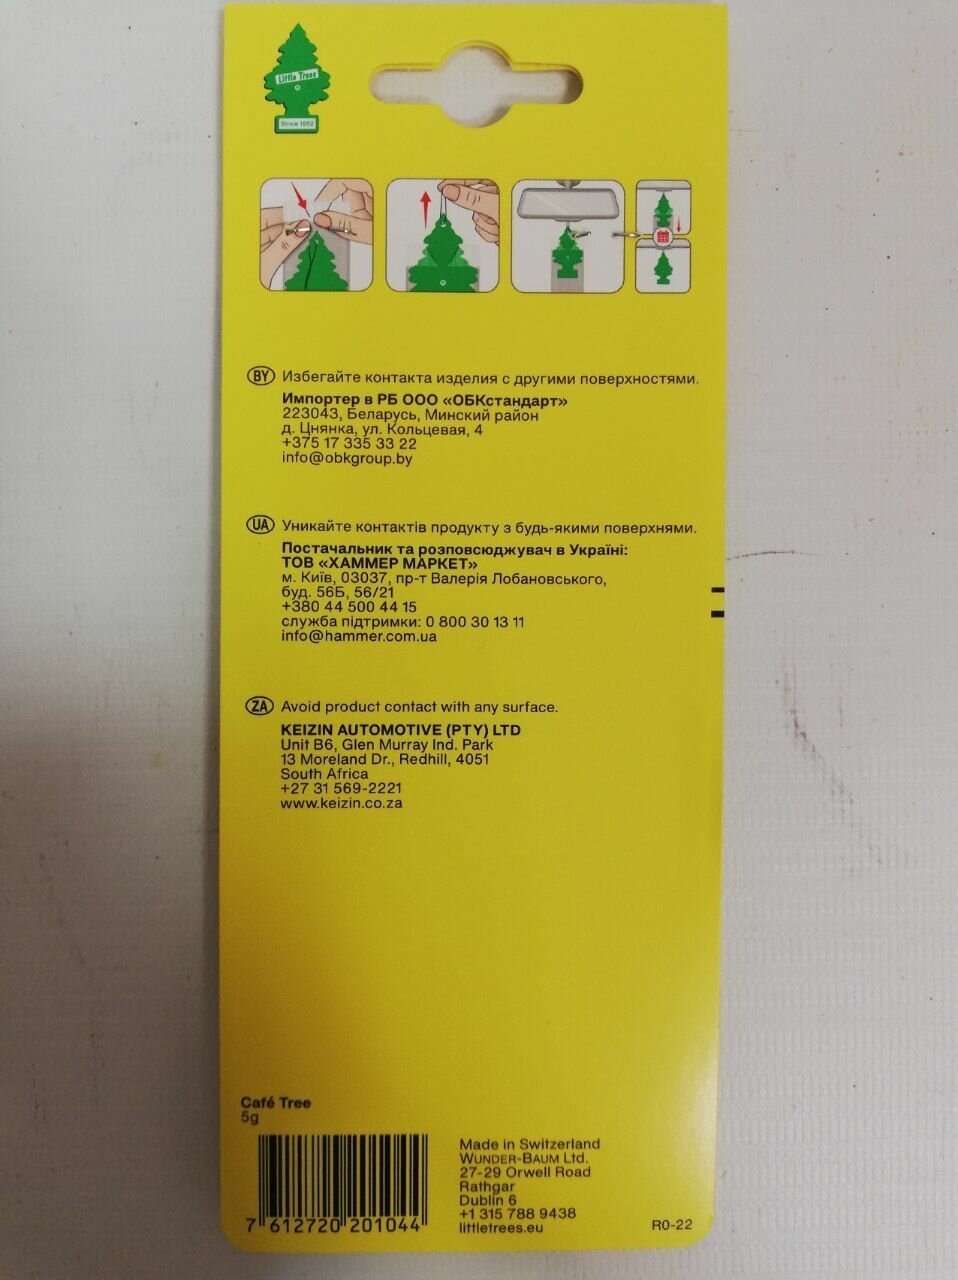 Little Trees
Since 1952
BY Избегайте контакта изделия с другими поверхностями.
Импортер в РБ ООО «ОБКстандарт»
223043, Беларусь, Минский район
д. Цнянка, ул. Кольцевая, 4
+375 17 335 33 22
info@obkgroup.by
UA Уникайте контактів продукту з будь-якими поверхнями.
Постачальник та розповсюджувач в Україні:
ТОВ «ХАММЕР МАРКЕТ»
м. Київ, 03037, пр-т Валерія Лобановського,
буд. 56Б, 56/21
+380 44 500 44 15
служба підтримки: 0 800 30 13 11
info@hammer.com.ua
ZA Avoid product contact with any surface.
KEIZIN AUTOMOTIVE (PTY) LTD
Unit B6, Glen Murray Ind. Park
13 Moreland Dr., Redhill, 4051
South Africa
+27 31 569-2221
www.keizin.co.za
Café Tree
5g
7 612720 201044
Made in Switzerland
WUNDER-BAUM Ltd.
27-29 Orwell Road
Rathgar
Dublin 6
+1 315 788 9438
littletrees.eu
R0-22